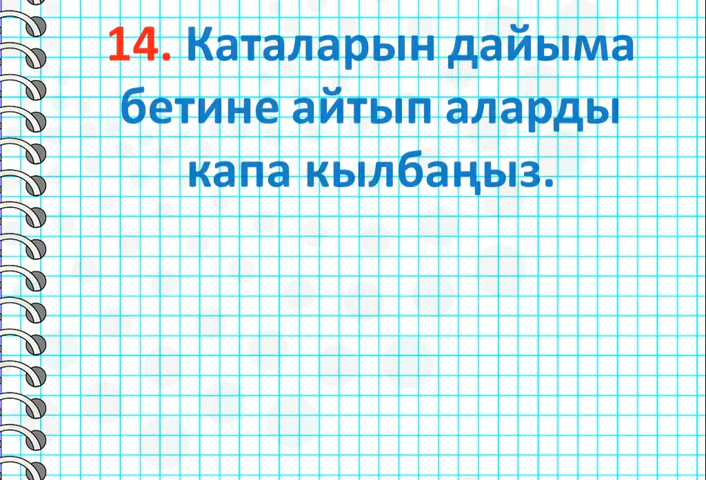 14. Каталарын дайыма
бетине айтып аларды
капа кылбаңыз.